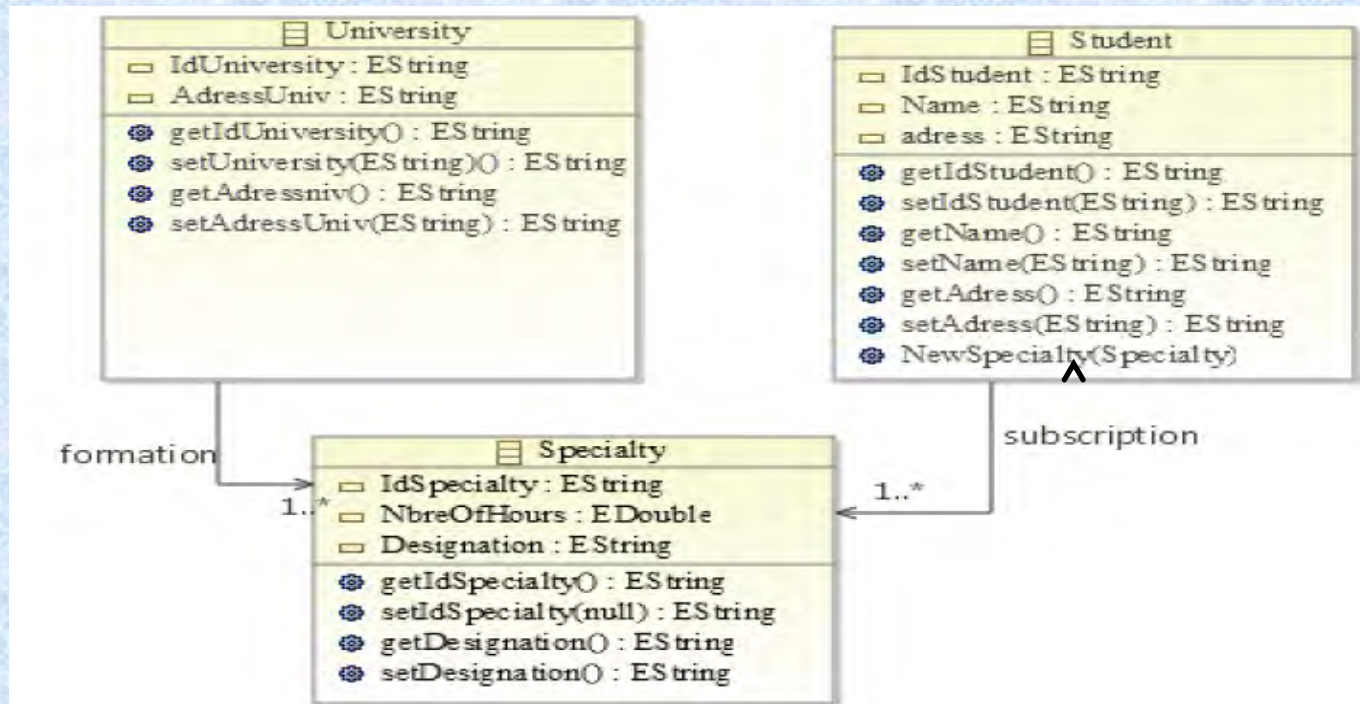 University
IdUniversity : EString
AdressUniv : EString
getIdUniversity() : EString
setUniversity(EString)() : EString
getAdressniv() : EString
setAdressUniv(EString) : EString
Student
IdStudent : EString
Name : EString
adress : EString
getIdStudent() : EString
setIdStudent(EString) : EString
getName() : EString
setName(EString) : EString
getAdress() : EString
setAdress(EString) : EString
NewSpecialty(Specialty)
formation
1..*
subscription
1..*
Specialty
IdSpecialty : EString
NbreOfHours : EDouble
Designation : EString
getIdSpecialty() : EString
setIdSpecialty(null) : EString
getDesignation() : EString
setDesignation() : EString